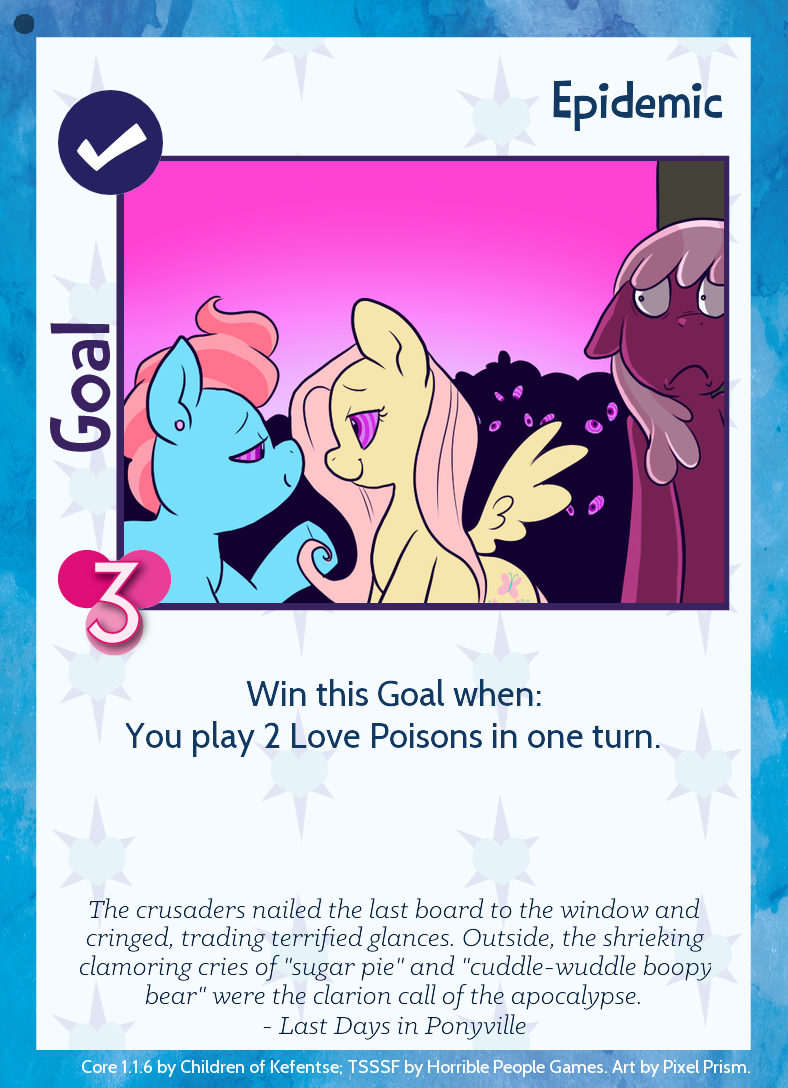 Epidemic
Goal
3
Win this Goal when:
You play 2 Love Poisons in one turn.
The crusaders nailed the last board to the window and
cringed, trading terrified glances. Outside, the shrieking
clamoring cries of "sugar pie" and "cuddle-wuddle boopy
bear" were the clarion call of the apocalypse.
- Last Days in Ponyville
Core 1.1.6 by Children of Kefentse; TSSSF by Horrible People Games. Art by Pixel Prism.